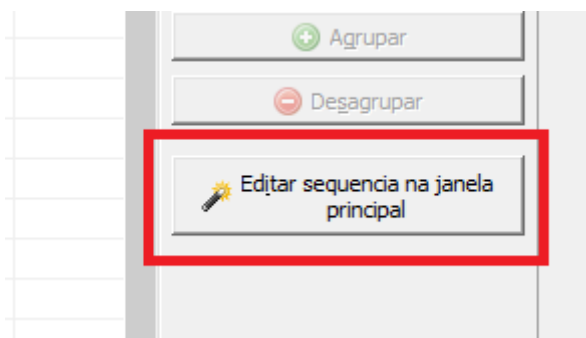 Agrupar
Desagrupar
Editar sequencia na janela
principal